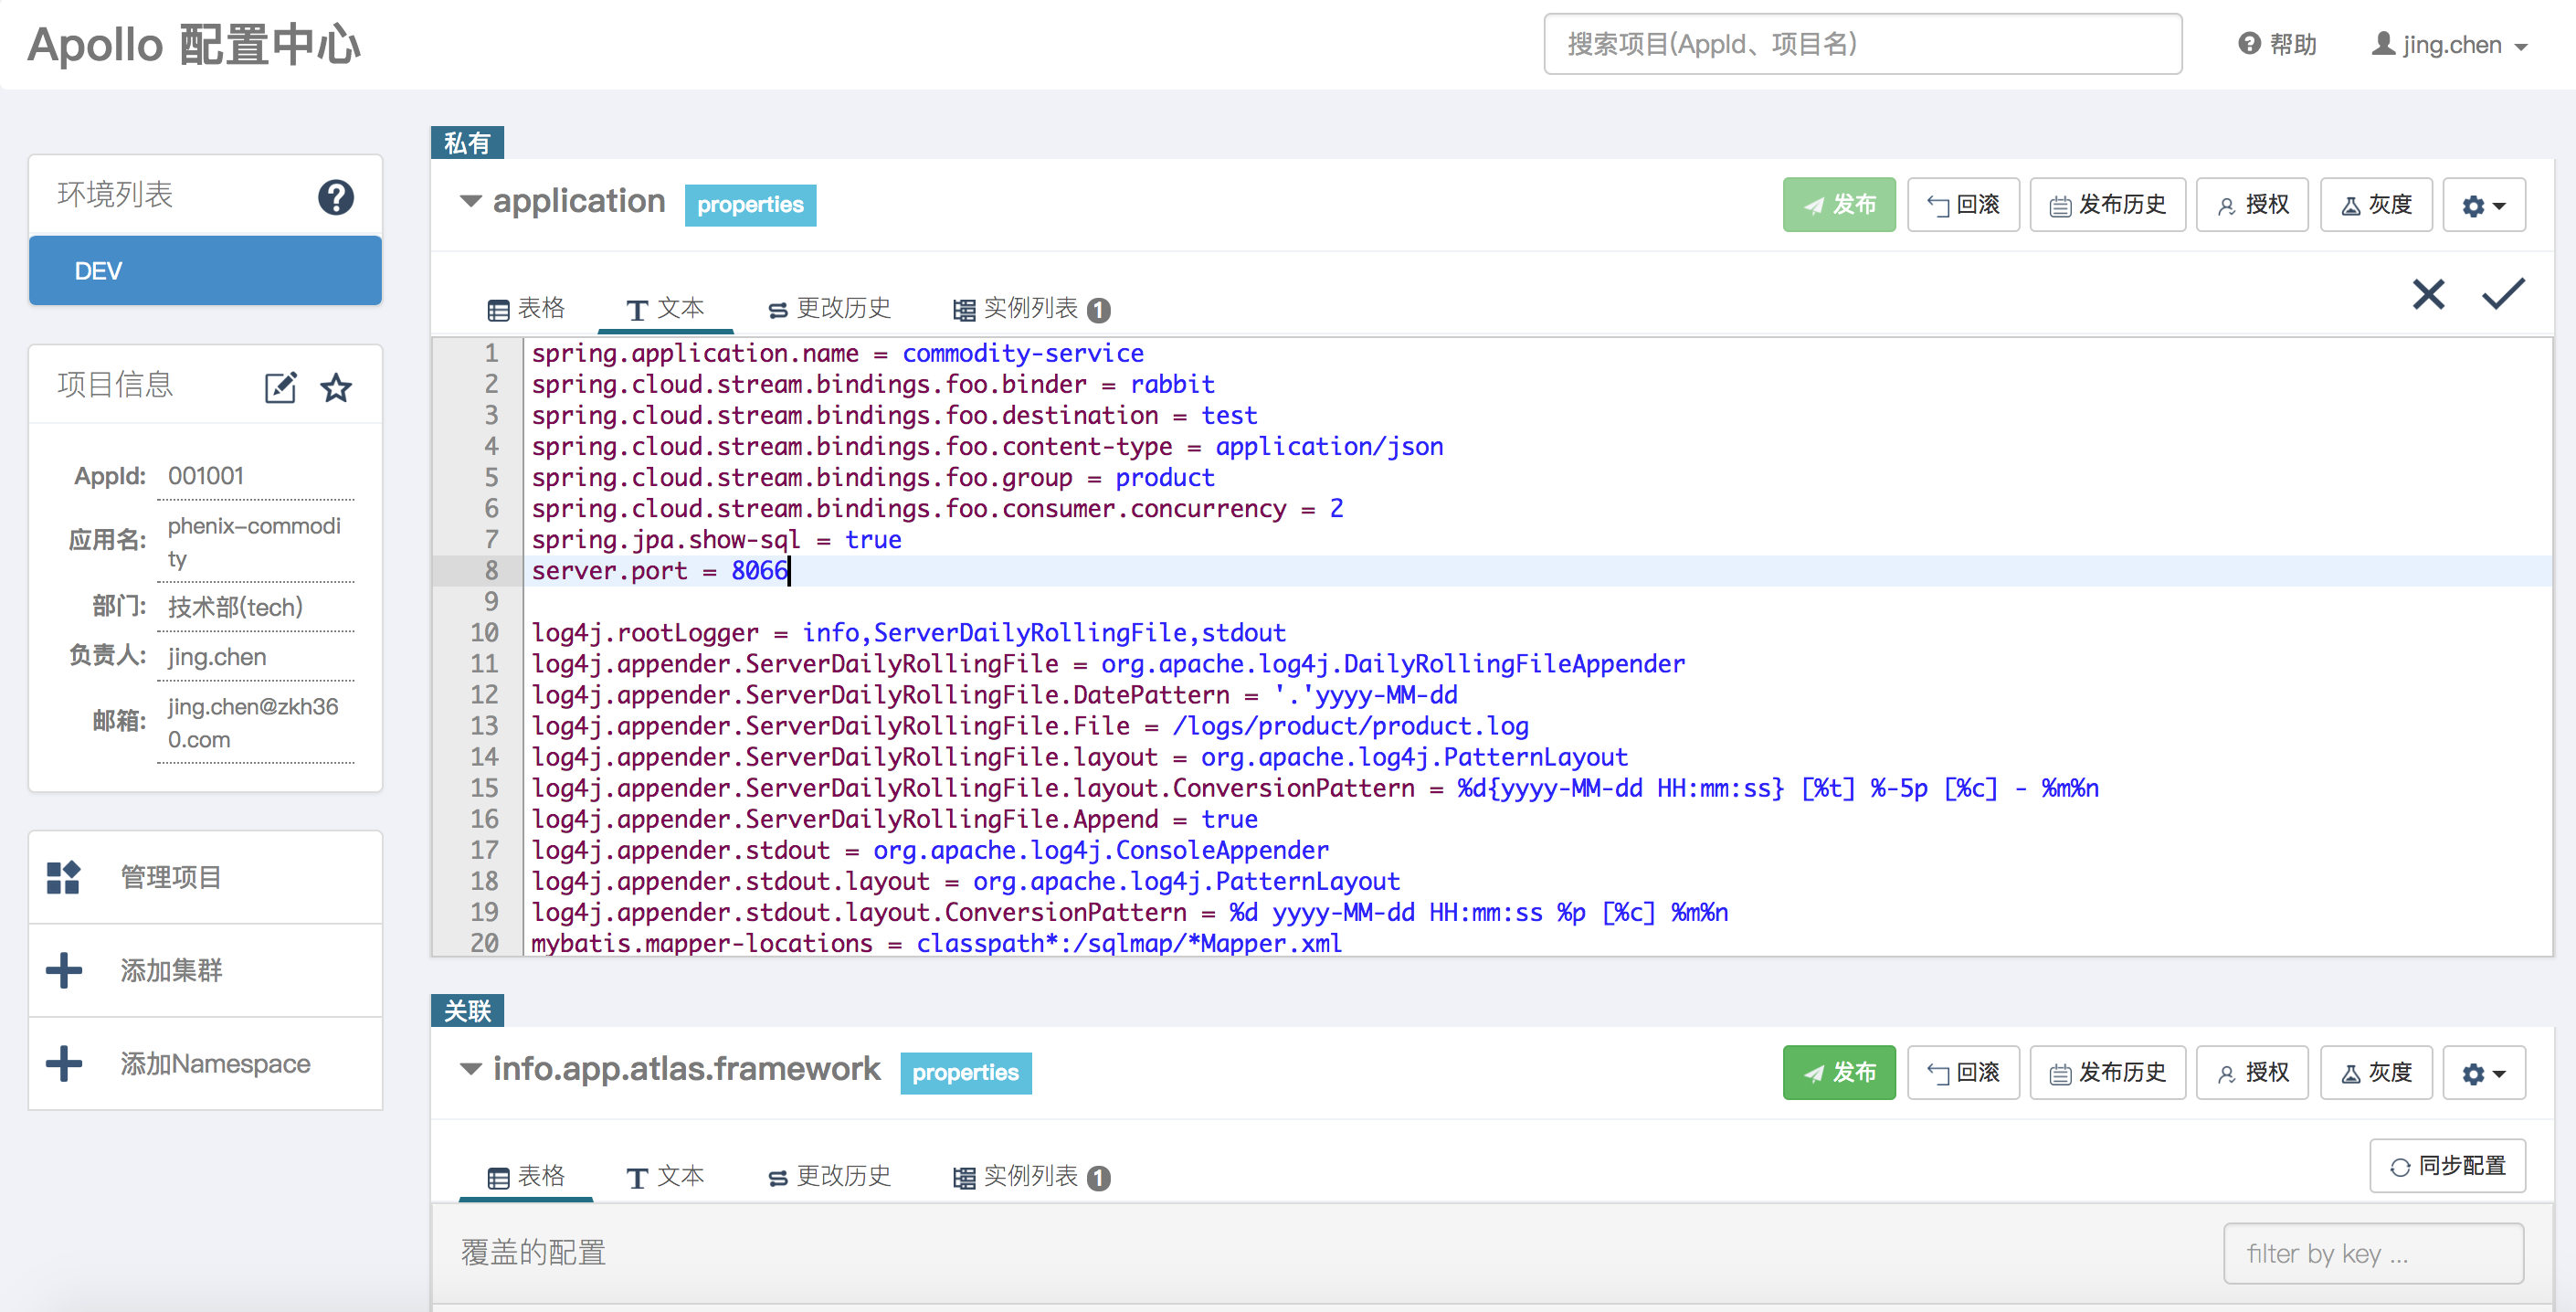 Apollo 配置中心
搜索项目(AppId、项目名)
帮助
jing.chen
环境列表
DEV
项目信息
AppId: 001001
应用名: phenix-commodi
ty
部门: 技术部(tech)
负责人: jing.chen
邮箱: jing.chen@zkh36
0.com
管理项目
添加集群
添加Namespace
私有
application properties
发布 回滚 发布历史 授权 灰度
表格 文本 更改历史 实例列表 1
1 spring.application.name = commodity-service
2 spring.cloud.stream.bindings.foo.binder = rabbit
3 spring.cloud.stream.bindings.foo.destination = test
4 spring.cloud.stream.bindings.foo.content-type = application/json
5 spring.cloud.stream.bindings.foo.group = product
6 spring.cloud.stream.bindings.foo.consumer.concurrency = 2
7 spring.jpa.show-sql = true
8 server.port = 8066
9
10 log4j.rootLogger = info,ServerDailyRollingFile,stdout
11 log4j.appender.ServerDailyRollingFile = org.apache.log4j.DailyRollingFileAppender
12 log4j.appender.ServerDailyRollingFile.DatePattern = '.'yyyy-MM-dd
13 log4j.appender.ServerDailyRollingFile.File = /logs/product/product.log
14 log4j.appender.ServerDailyRollingFile.layout = org.apache.log4j.PatternLayout
15 log4j.appender.ServerDailyRollingFile.layout.ConversionPattern = %d{yyyy-MM-dd HH:mm:ss} [%t] %-5p [%c] - %m%n
16 log4j.appender.ServerDailyRollingFile.Append = true
17 log4j.appender.stdout = org.apache.log4j.ConsoleAppender
18 log4j.appender.stdout.layout = org.apache.log4j.PatternLayout
19 log4j.appender.stdout.layout.ConversionPattern = %d yyyy-MM-dd HH:mm:ss %p [%c] %m%n
20 mybatis.mapper-locations = classpath*:/sqlmap/*Mapper.xml
关联
info.app.atlas.framework properties
发布 回滚 发布历史 授权 灰度
表格 文本 更改历史 实例列表 1
同步配置
覆盖的配置
filter by key ...